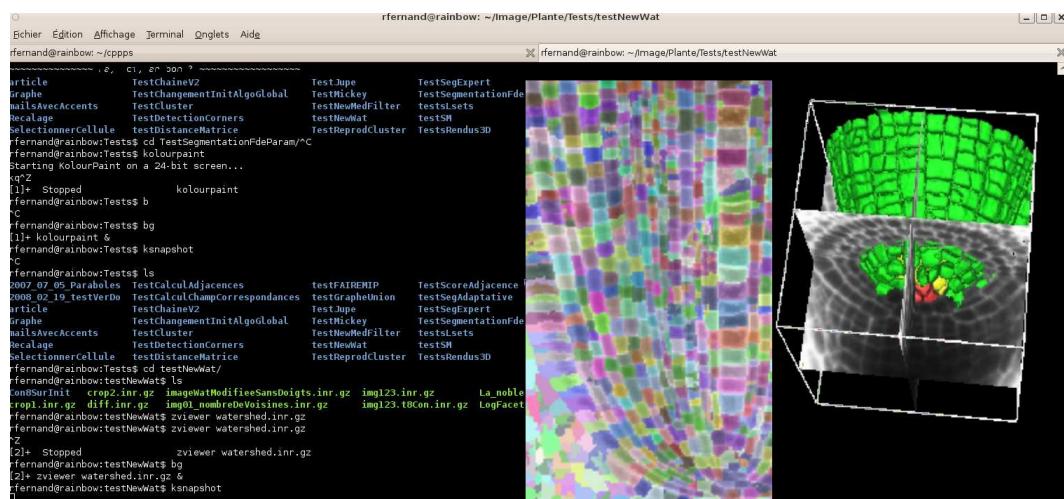 rfernand@rainbow: ~/Image/Plante/Tests/testNewWat
Fichier Édition Affichage Terminal Onglets Aide
rfernand@rainbow: ~/cppps rfernand@rainbow: ~/Image/Plante/Tests/testNewWat
article TestChaineV2 TestJupe TestSegExpert
Graphe TestChangementInitAlgoGlobal TestMickey TestSegmentationFde
mailsAvecAccents TestCluster TestNewMedFilter testsLsets
Recalage TestDetectionCorners testNewWat testSM
SelectionnerCellule testDistanceMatrice TestReprodCluster TestsRendus3D
rfernand@rainbow:Tests$ cd TestSegmentationFdeParam/^C
rfernand@rainbow:Tests$ kolourpaint
Starting KolourPaint on a 24-bit screen...
kq^Z
[1]+ Stopped kolourpaint
rfernand@rainbow:Tests$ b
^C
rfernand@rainbow:Tests$ bg
[1]+ kolourpaint &
rfernand@rainbow:Tests$ ksnapshot
^C
rfernand@rainbow:Tests$ ls
2007_07_05_Paraboles TestCalculAdjacences testFAIREMIP TestScoreAdjacence
2008_02_19_testVerDo TestCalculChampCorrespondances testGrapheUnion TestSegAdaptative
article TestChaineV2 TestJupe TestSegExpert
Graphe TestChangementInitAlgoGlobal TestMickey TestSegmentationFde
mailsAvecAccents TestCluster TestNewMedFilter testsLsets
Recalage TestDetectionCorners testNewWat testSM
SelectionnerCellule testDistanceMatrice TestReprodCluster TestsRendus3D
rfernand@rainbow:Tests$ cd testNewWat/
rfernand@rainbow:testNewWat$ ls
Con8SurInit crop2.inr.gz imageWatModifieeSansDoigts.inr.gz img123.inr.gz La_noble
crop1.inr.gz diff.inr.gz img01_nombreDeVoisines.inr.gz img123.t8Con.inr.gz LogFacet
rfernand@rainbow:testNewWat$ zviewer watershed.inr.gz
rfernand@rainbow:testNewWat$ zviewer watershed.inr.gz
^Z
[2]+ Stopped zviewer watershed.inr.gz
rfernand@rainbow:testNewWat$ bg
[2]+ zviewer watershed.inr.gz &
rfernand@rainbow:testNewWat$ ksnapshot